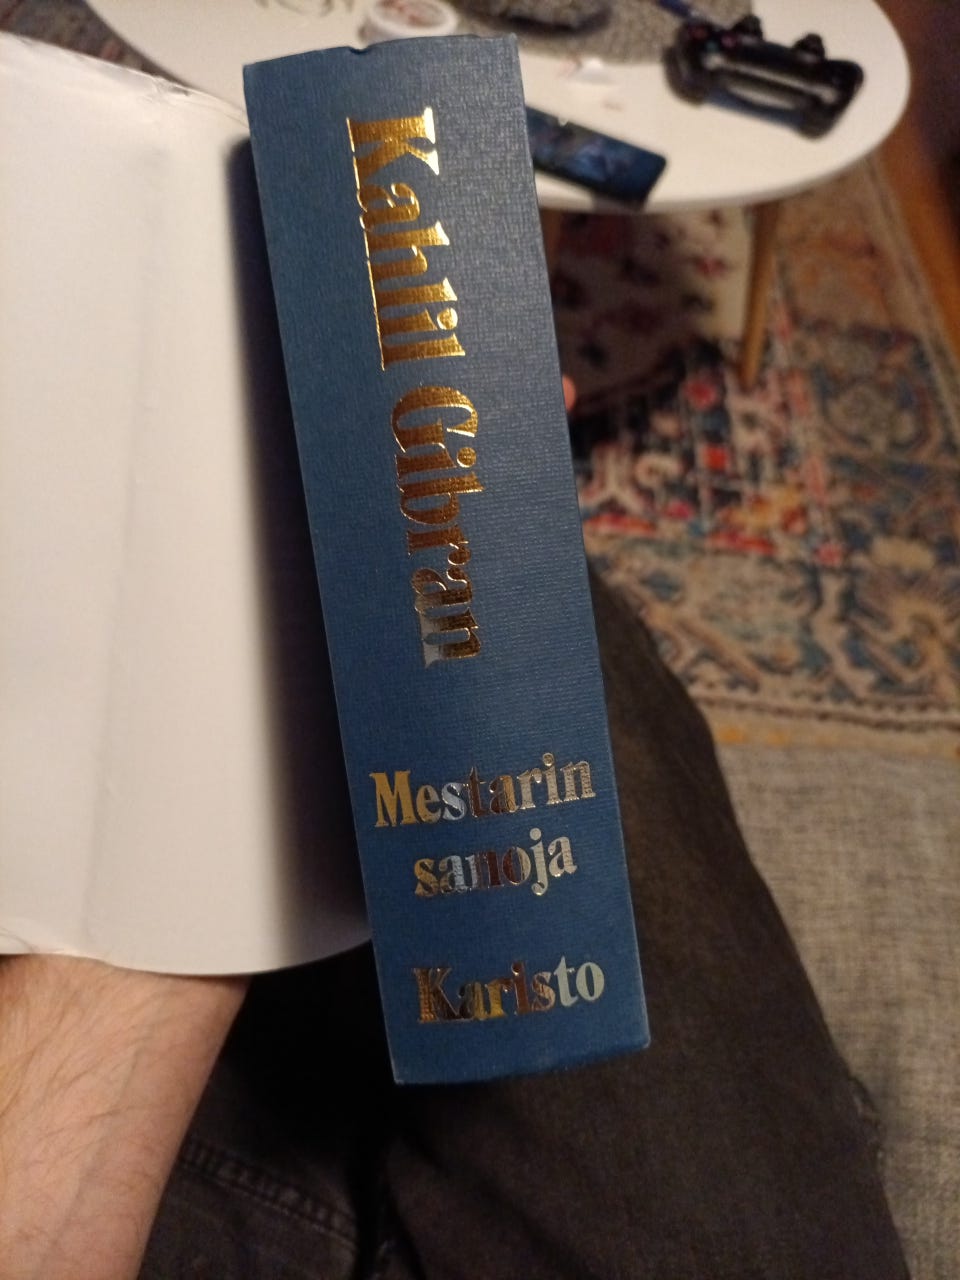 Kahlil Gibran
Mestarin
sanoja
Karisto